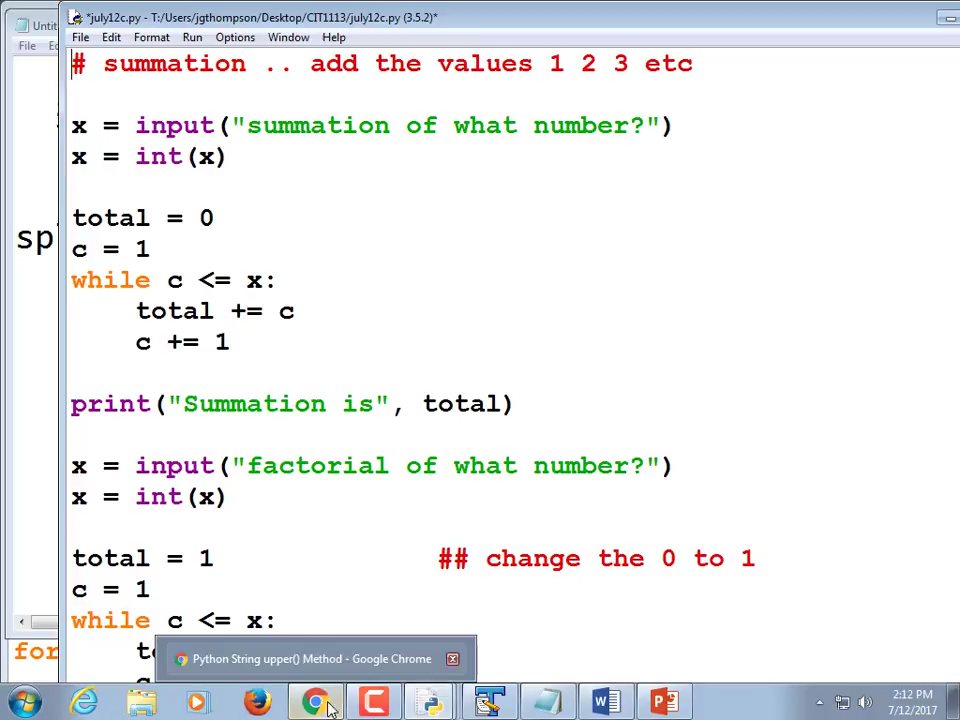 *july12c.py - T:/Users/jgthompson/Desktop/CIT1113/july12c.py (3.5.2)*
Untit
File Edit Format Run Options Window Help
File
# summation .. add the values 1 2 3 etc
x = input("summation of what number?")
x = int(x)
total = 0
sp
c = 1
while c <= x:
total += c
c += 1
print("Summation is", total)
x = input("factorial of what number?")
x = int(x)
total = 1 ## change the 0 to 1
c = 1
while c <= x:
for
Python String upper() Method - Google Chrome
2:12 PM
7/12/2017